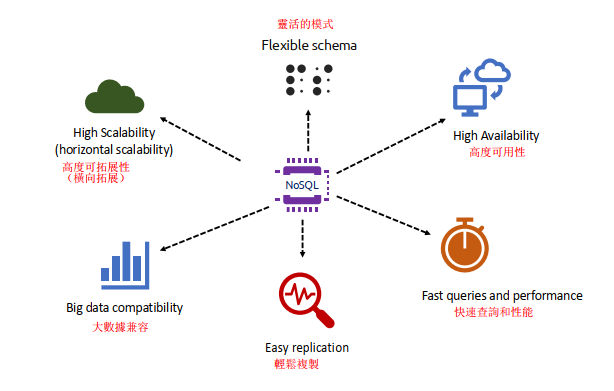 靈活的模式
Flexible schema
High Scalability
(horizontal scalability)
高度可拓展性
（橫向拓展）
High Availability
高度可用性
NoSQL
Big data compatibility
大數據兼容
Easy replication
輕鬆複製
Fast queries and performance
快速查詢和性能